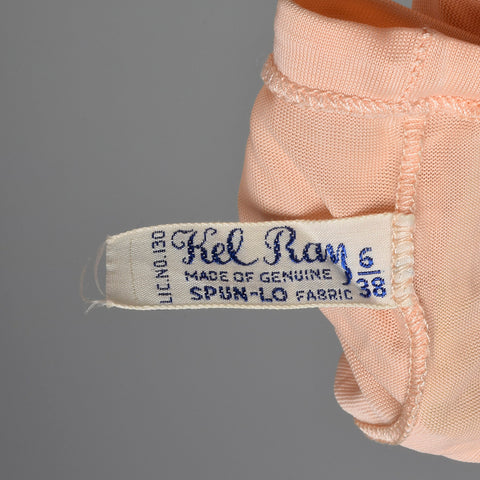 LIC.NO.130
Kel Ray
MADE OF GENUINE
SPUN-LO FABRIC
6/38